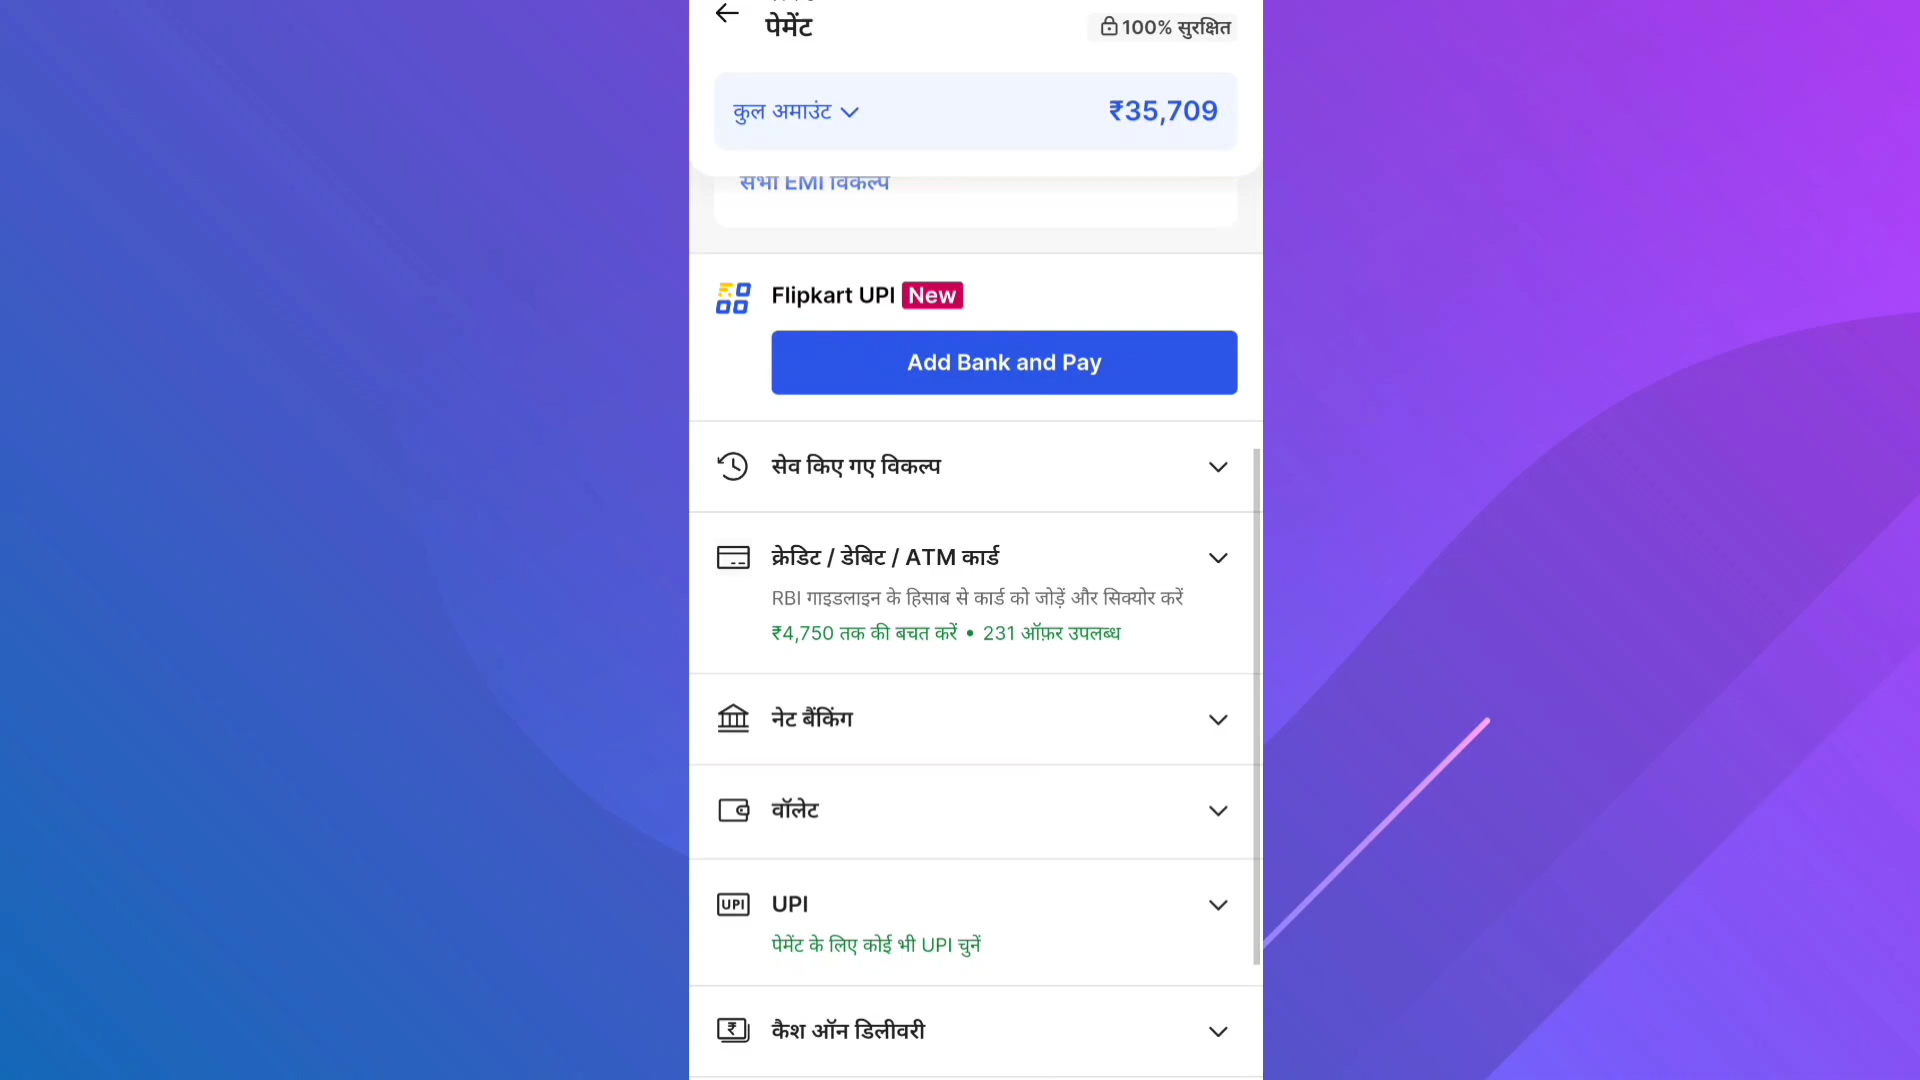 पेमेंट
100% सुरक्षित
कुल अमाउंट
₹35,709
सभी EMI विकल्प
Flipkart UPI New
Add Bank and Pay
सेव किए गए विकल्प
क्रेडिट / डेबिट / ATM कार्ड
RBI गाइडलाइन के हिसाब से कार्ड को जोड़ें और सिक्योर करें
₹4,750 तक की बचत करें • 231 ऑफ़र उपलब्ध
नेट बैंकिंग
वॉलेट
UPI
UPI
पेमेंट के लिए कोई भी UPI चुनें
कैश ऑन डिलीवरी